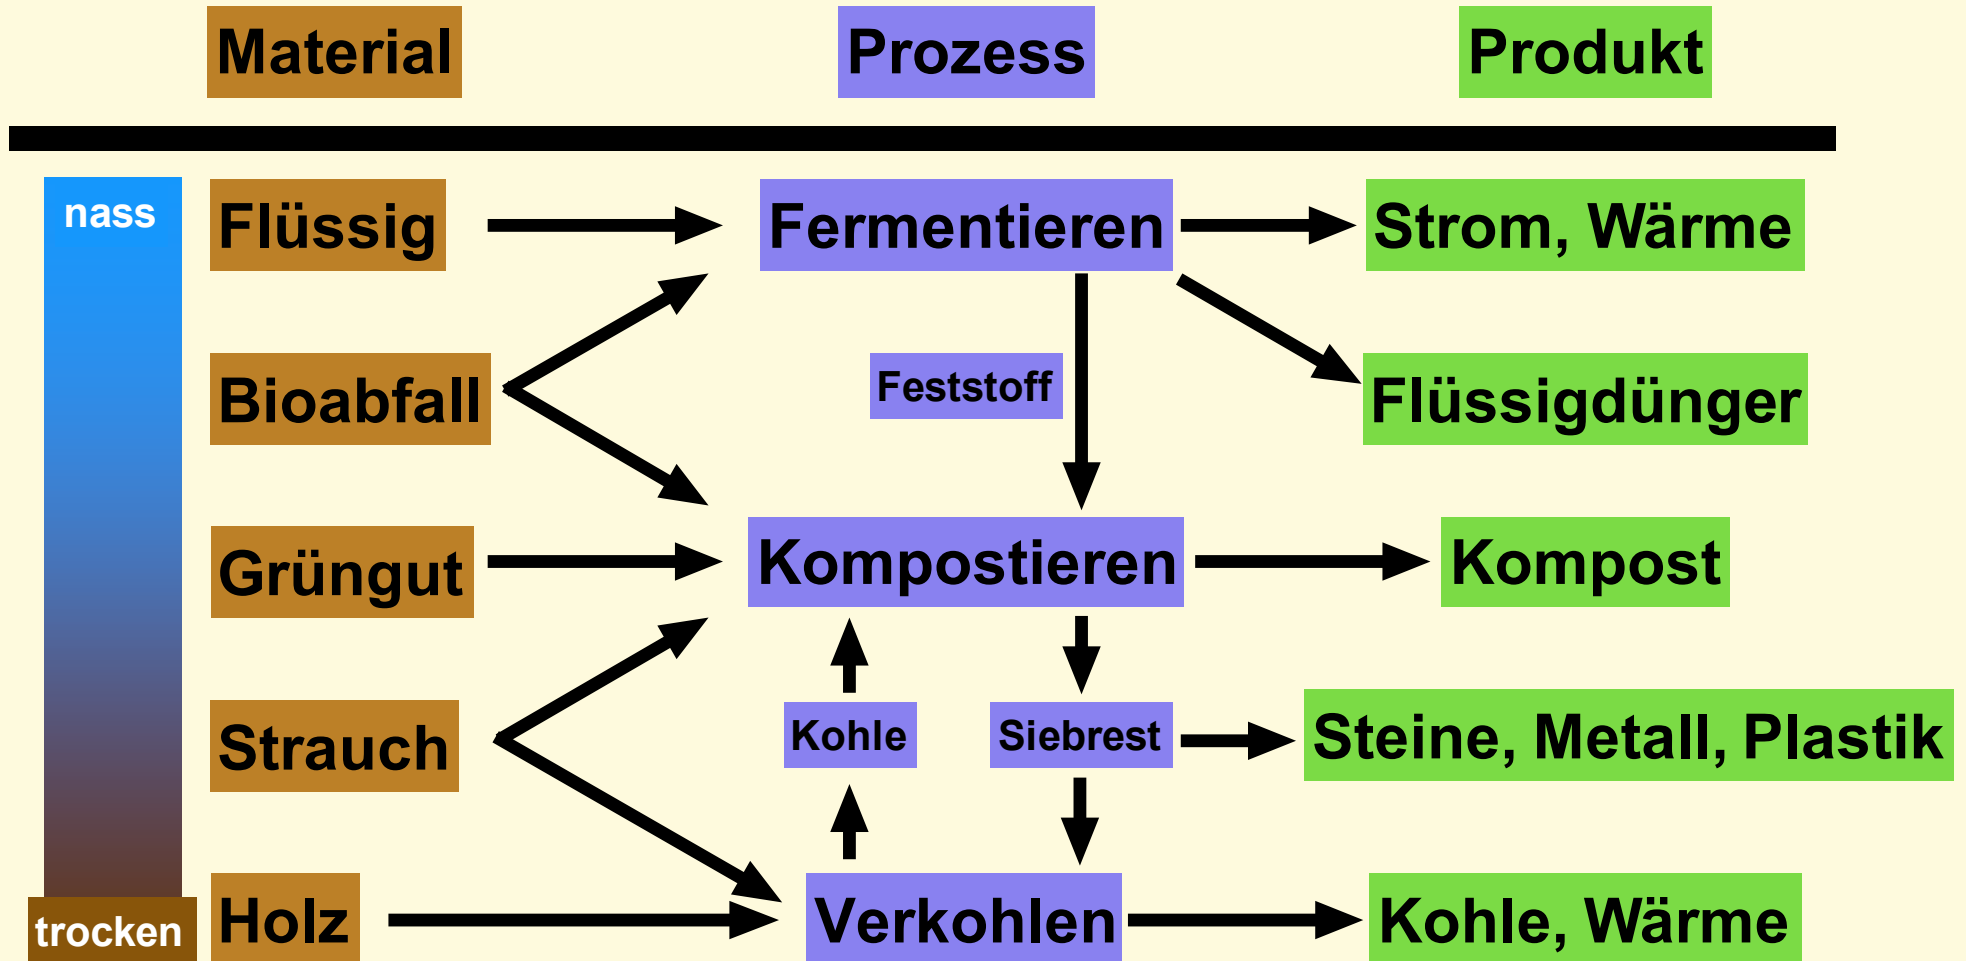 Material
Prozess
Produkt
nass
Flüssig
Fermentieren
Strom, Wärme
Bioabfall
Feststoff
Flüssigdünger
Grüngut
Kompostieren
Kompost
Strauch
Kohle
Siebrest
Steine, Metall, Plastik
trocken
Holz
Verkohlen
Kohle, Wärme